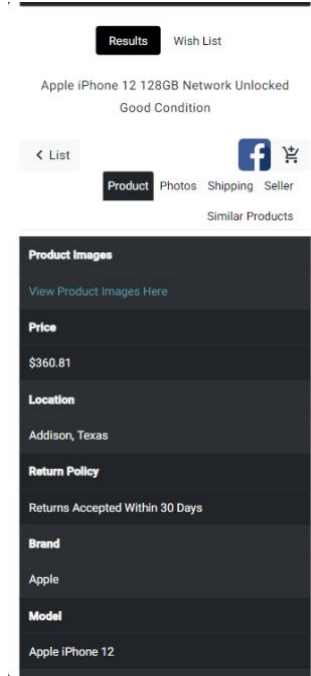 Results Wish List
Apple iPhone 12 128GB Network Unlocked
Good Condition
< List
Product Photos Shipping Seller
Similar Products
Product Images
View Product Images Here
Price
$360.81
Location
Addison, Texas
Return Policy
Returns Accepted Within 30 Days
Brand
Apple
Model
Apple iPhone 12